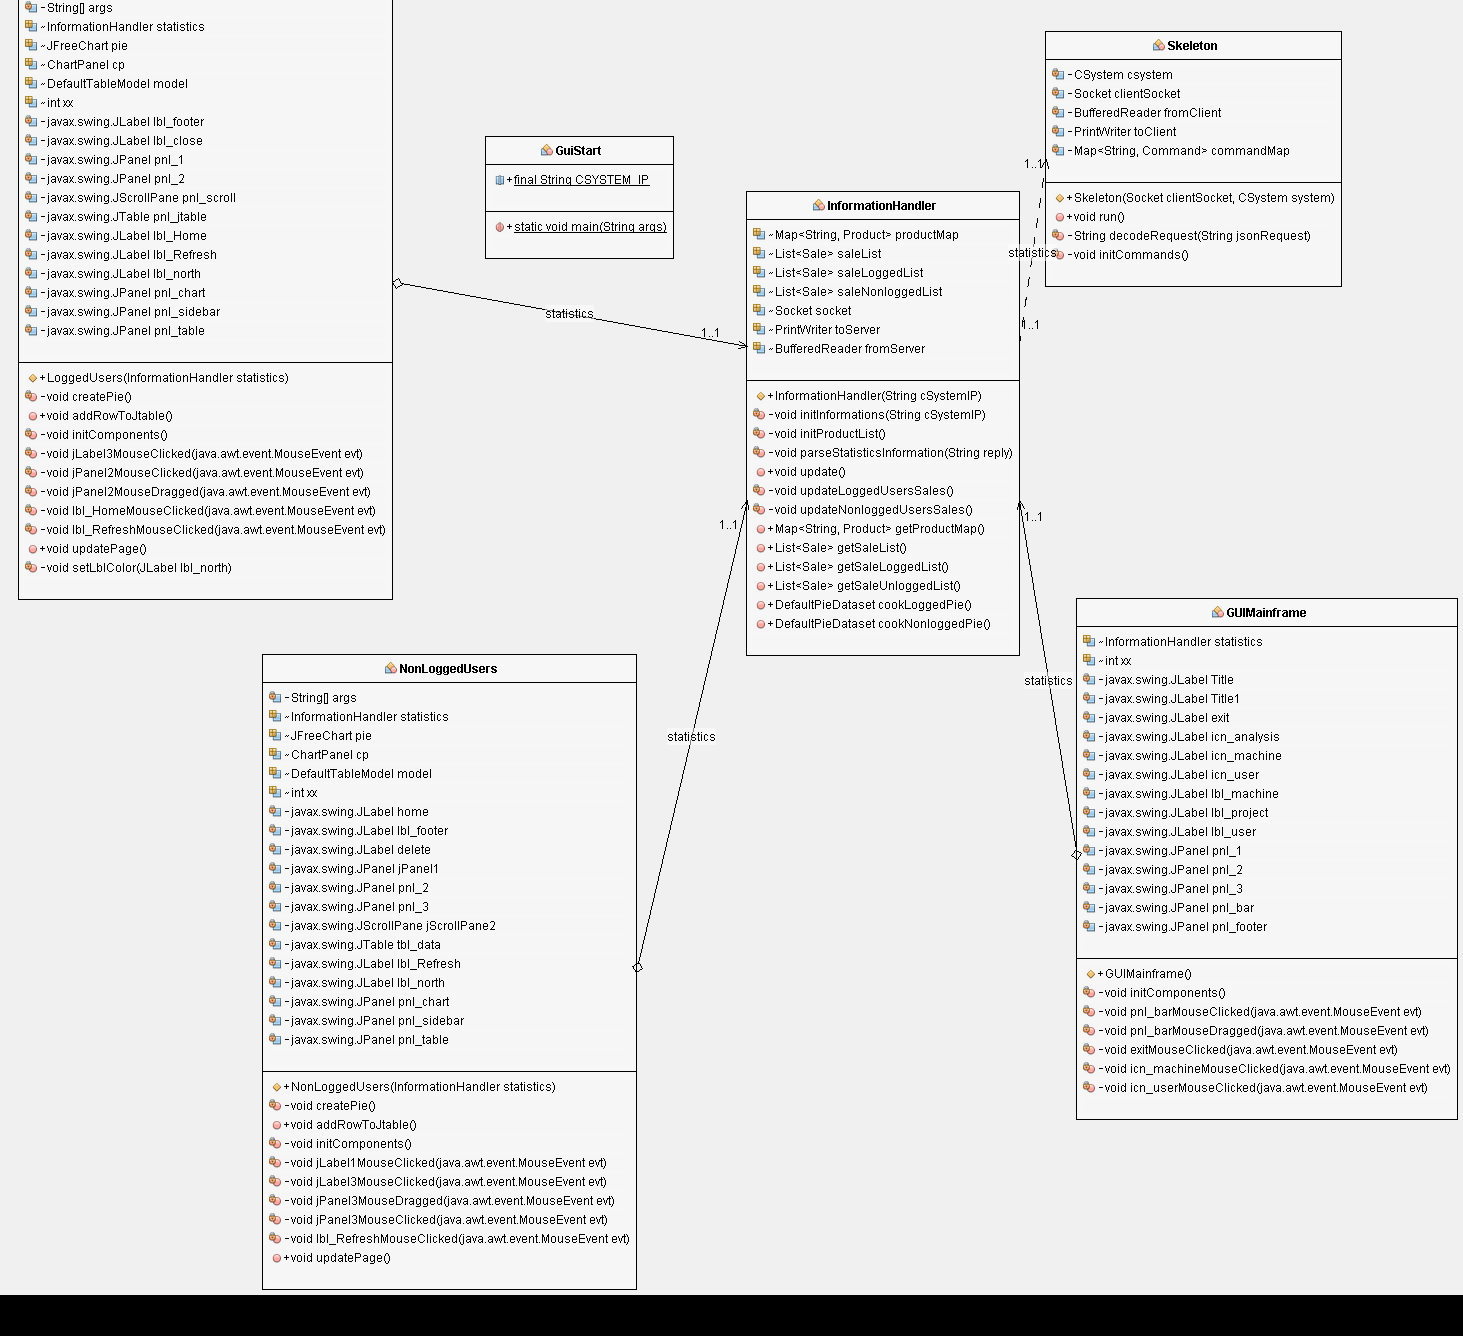 -String[] args
~InformationHandler statistics
~JFreeChart pie
~ChartPanel cp
~DefaultTableModel model
~int xx
-javax.swing.JLabel lbl_footer
-javax.swing.JLabel lbl_close
-javax.swing.JPanel pnl_1
-javax.swing.JPanel pnl_2
-javax.swing.JScrollPane pnl_scroll
-javax.swing.JTable pnl_jtable
-javax.swing.JLabel lbl_Home
-javax.swing.JLabel lbl_Refresh
-javax.swing.JLabel lbl_north
-javax.swing.JPanel pnl_chart
-javax.swing.JPanel pnl_sidebar
-javax.swing.JPanel pnl_table
+LoggedUsers(InformationHandler statistics)
-void createPie()
+void addRowToJtable()
-void initComponents()
-void jLabel3MouseClicked(java.awt.event.MouseEvent evt)
-void jPanel2MouseClicked(java.awt.event.MouseEvent evt)
-void jPanel2MouseDragged(java.awt.event.MouseEvent evt)
-void lbl_HomeMouseClicked(java.awt.event.MouseEvent evt)
-void lbl_RefreshMouseClicked(java.awt.event.MouseEvent evt)
+void updatePage()
-void setLblColor(JLabel lbl_north)
GuiStart
+final String CSYSTEM_IP
+static void main(String args)
statistics
1..1
InformationHandler
~Map<String, Product> productMap
~List<Sale> saleList
~List<Sale> saleLoggedList
~List<Sale> saleNonloggedList
~Socket socket
~PrintWriter toServer
~BufferedReader fromServer
+InformationHandler(String cSystemIP)
-void initInformations(String cSystemIP)
-void initProductList()
-void parseStatisticsInformation(String reply)
+void update()
-void updateLoggedUsersSales()
-void updateNonloggedUsersSales()
+Map<String, Product> getProductMap()
+List<Sale> getSaleList()
+List<Sale> getSaleLoggedList()
+List<Sale> getSaleUnloggedList()
+DefaultPieDataset cookLoggedPie()
+DefaultPieDataset cookNonloggedPie()
Skeleton
-CSystem csystem
-Socket clientSocket
-BufferedReader fromClient
-PrintWriter toClient
-Map<String, Command> commandMap
+Skeleton(Socket clientSocket, CSystem system)
+void run()
-String decodeRequest(String jsonRequest)
-void initCommands()
1..1
statistics
1..1
1..1
statistics
1..1
statistics
NonLoggedUsers
-String[] args
~InformationHandler statistics
~JFreeChart pie
~ChartPanel cp
~DefaultTableModel model
~int xx
-javax.swing.JLabel home
-javax.swing.JLabel lbl_footer
-javax.swing.JLabel delete
-javax.swing.JPanel jPanel1
-javax.swing.JPanel pnl_2
-javax.swing.JPanel pnl_3
-javax.swing.JScrollPane jScrollPane2
-javax.swing.JTable tbl_data
-javax.swing.JLabel lbl_Refresh
-javax.swing.JLabel lbl_north
-javax.swing.JPanel pnl_chart
-javax.swing.JPanel pnl_sidebar
-javax.swing.JPanel pnl_table
+NonLoggedUsers(InformationHandler statistics)
-void createPie()
+void addRowToJtable()
-void initComponents()
-void jLabel1MouseClicked(java.awt.event.MouseEvent evt)
-void jLabel3MouseClicked(java.awt.event.MouseEvent evt)
-void jPanel3MouseDragged(java.awt.event.MouseEvent evt)
-void jPanel3MouseClicked(java.awt.event.MouseEvent evt)
-void lbl_RefreshMouseClicked(java.awt.event.MouseEvent evt)
+void updatePage()
GUIMainframe
~InformationHandler statistics
~int xx
-javax.swing.JLabel Title
-javax.swing.JLabel Title1
-javax.swing.JLabel exit
-javax.swing.JLabel icn_analysis
-javax.swing.JLabel icn_machine
-javax.swing.JLabel icn_user
-javax.swing.JLabel lbl_machine
-javax.swing.JLabel lbl_project
-javax.swing.JLabel lbl_user
-javax.swing.JPanel pnl_1
-javax.swing.JPanel pnl_2
-javax.swing.JPanel pnl_3
-javax.swing.JPanel pnl_bar
-javax.swing.JPanel pnl_footer
+GUIMainframe()
-void initComponents()
-void pnl_barMouseClicked(java.awt.event.MouseEvent evt)
-void pnl_barMouseDragged(java.awt.event.MouseEvent evt)
-void exitMouseClicked(java.awt.event.MouseEvent evt)
-void icn_machineMouseClicked(java.awt.event.MouseEvent evt)
-void icn_userMouseClicked(java.awt.event.MouseEvent evt)